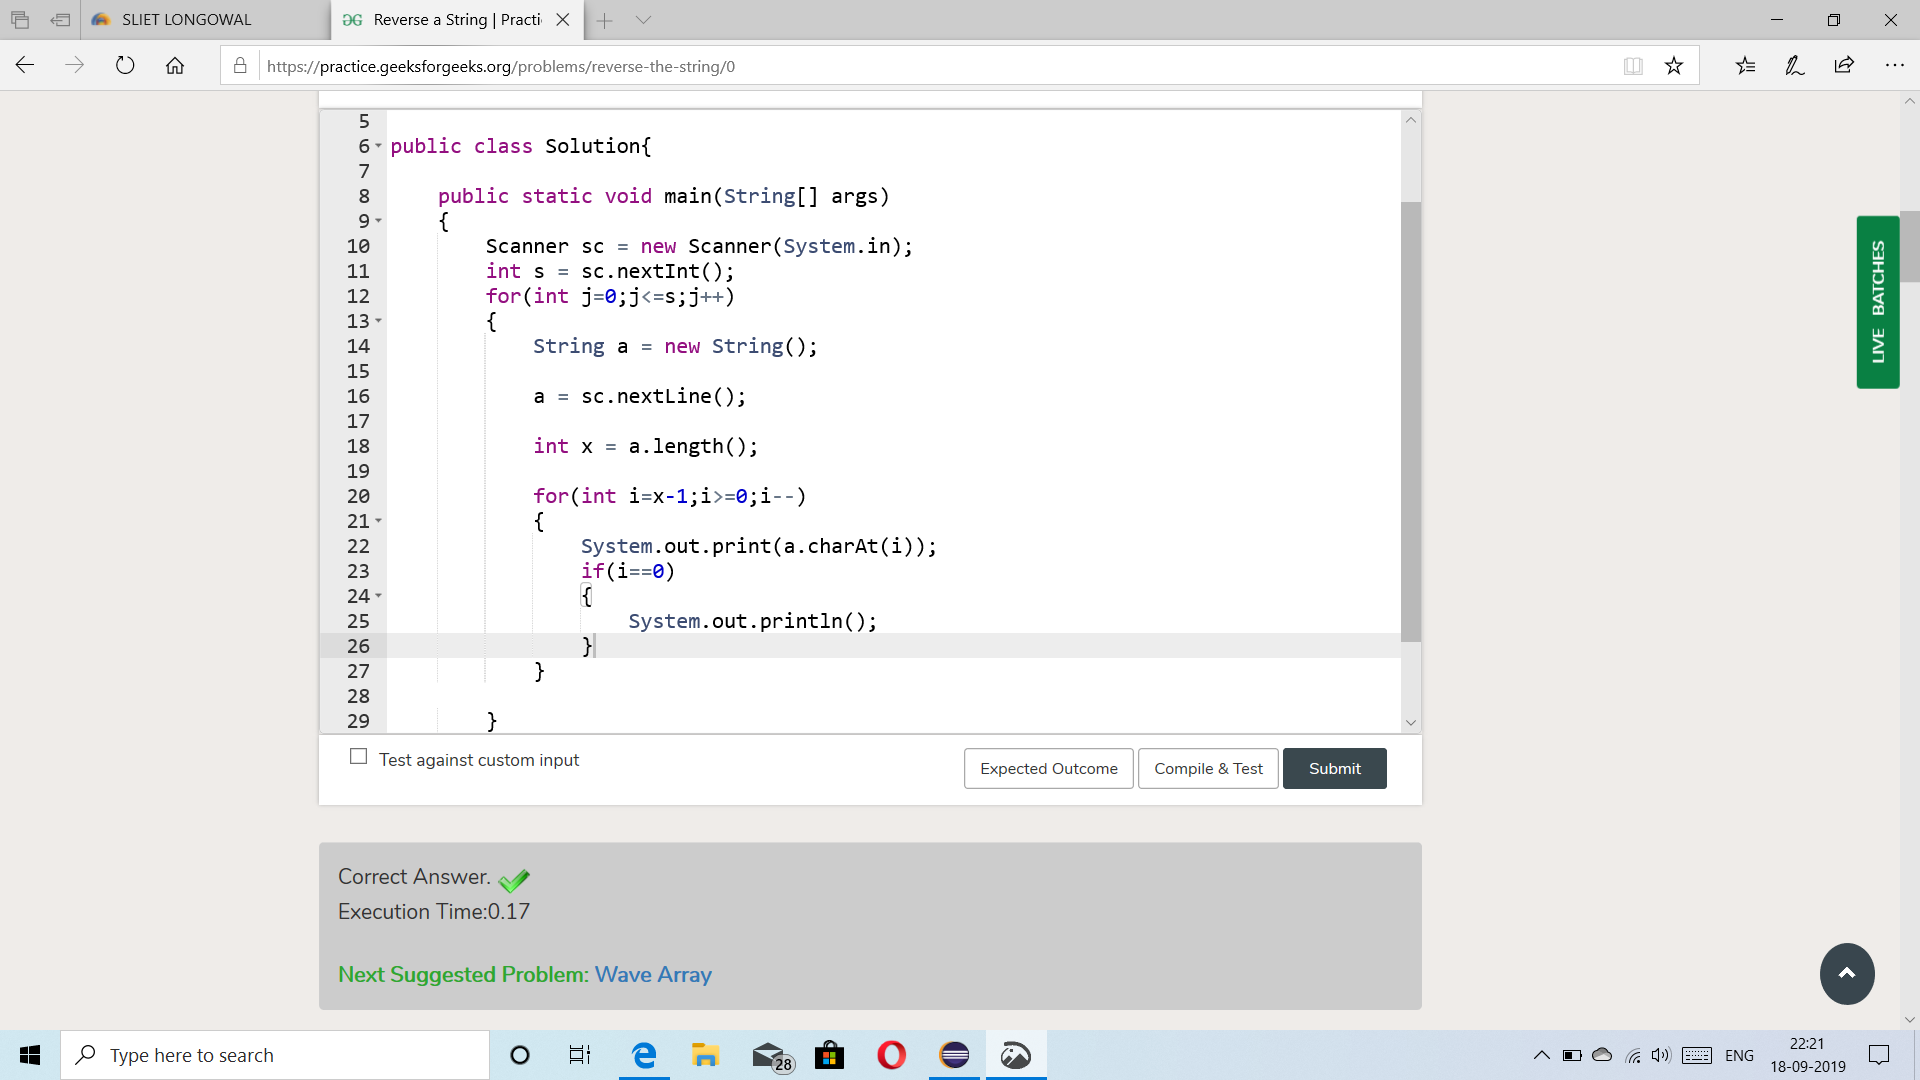 SLIET LONGOWAL
Reverse a String | Practi
https://practice.geeksforgeeks.org/problems/reverse-the-string/0
5
6 public class Solution{
7
8 public static void main(String[] args)
9 {
10 Scanner sc = new Scanner(System.in);
11 int s = sc.nextInt();
12 for(int j=0;j<=s;j++)
13 {
14 String a = new String();
15
16 a = sc.nextLine();
17
18 int x = a.length();
19
20 for(int i=x-1;i>=0;i--)
21 {
22 System.out.print(a.charAt(i));
23 if(i==0)
24 {
25 System.out.println();
26 }
27 }
28
29 }
LIVE BATCHES
Test against custom input
Expected Outcome
Compile & Test
Submit
Correct Answer.
Execution Time:0.17
Next Suggested Problem: Wave Array
Type here to search
28
ENG
22:21
18-09-2019